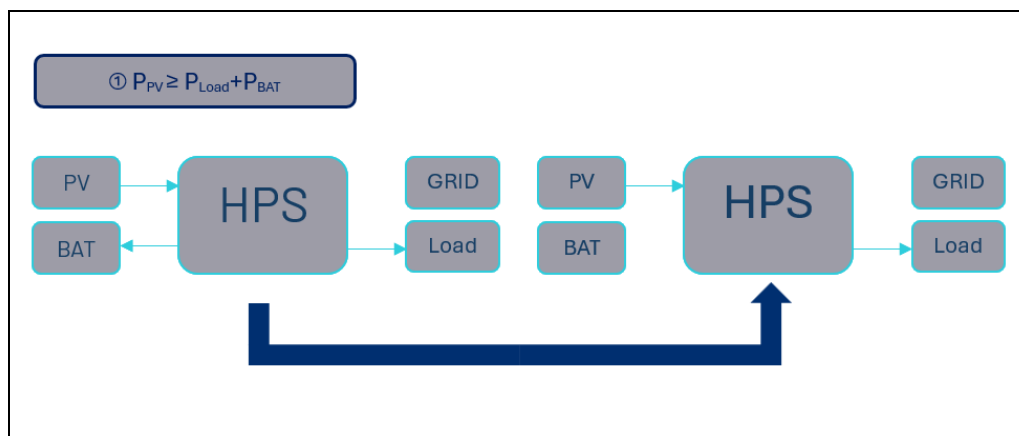 ① P_PV ≥ P_Load+P_BAT
PV
HPS
GRID
BAT
Load
PV
HPS
GRID
BAT
Load